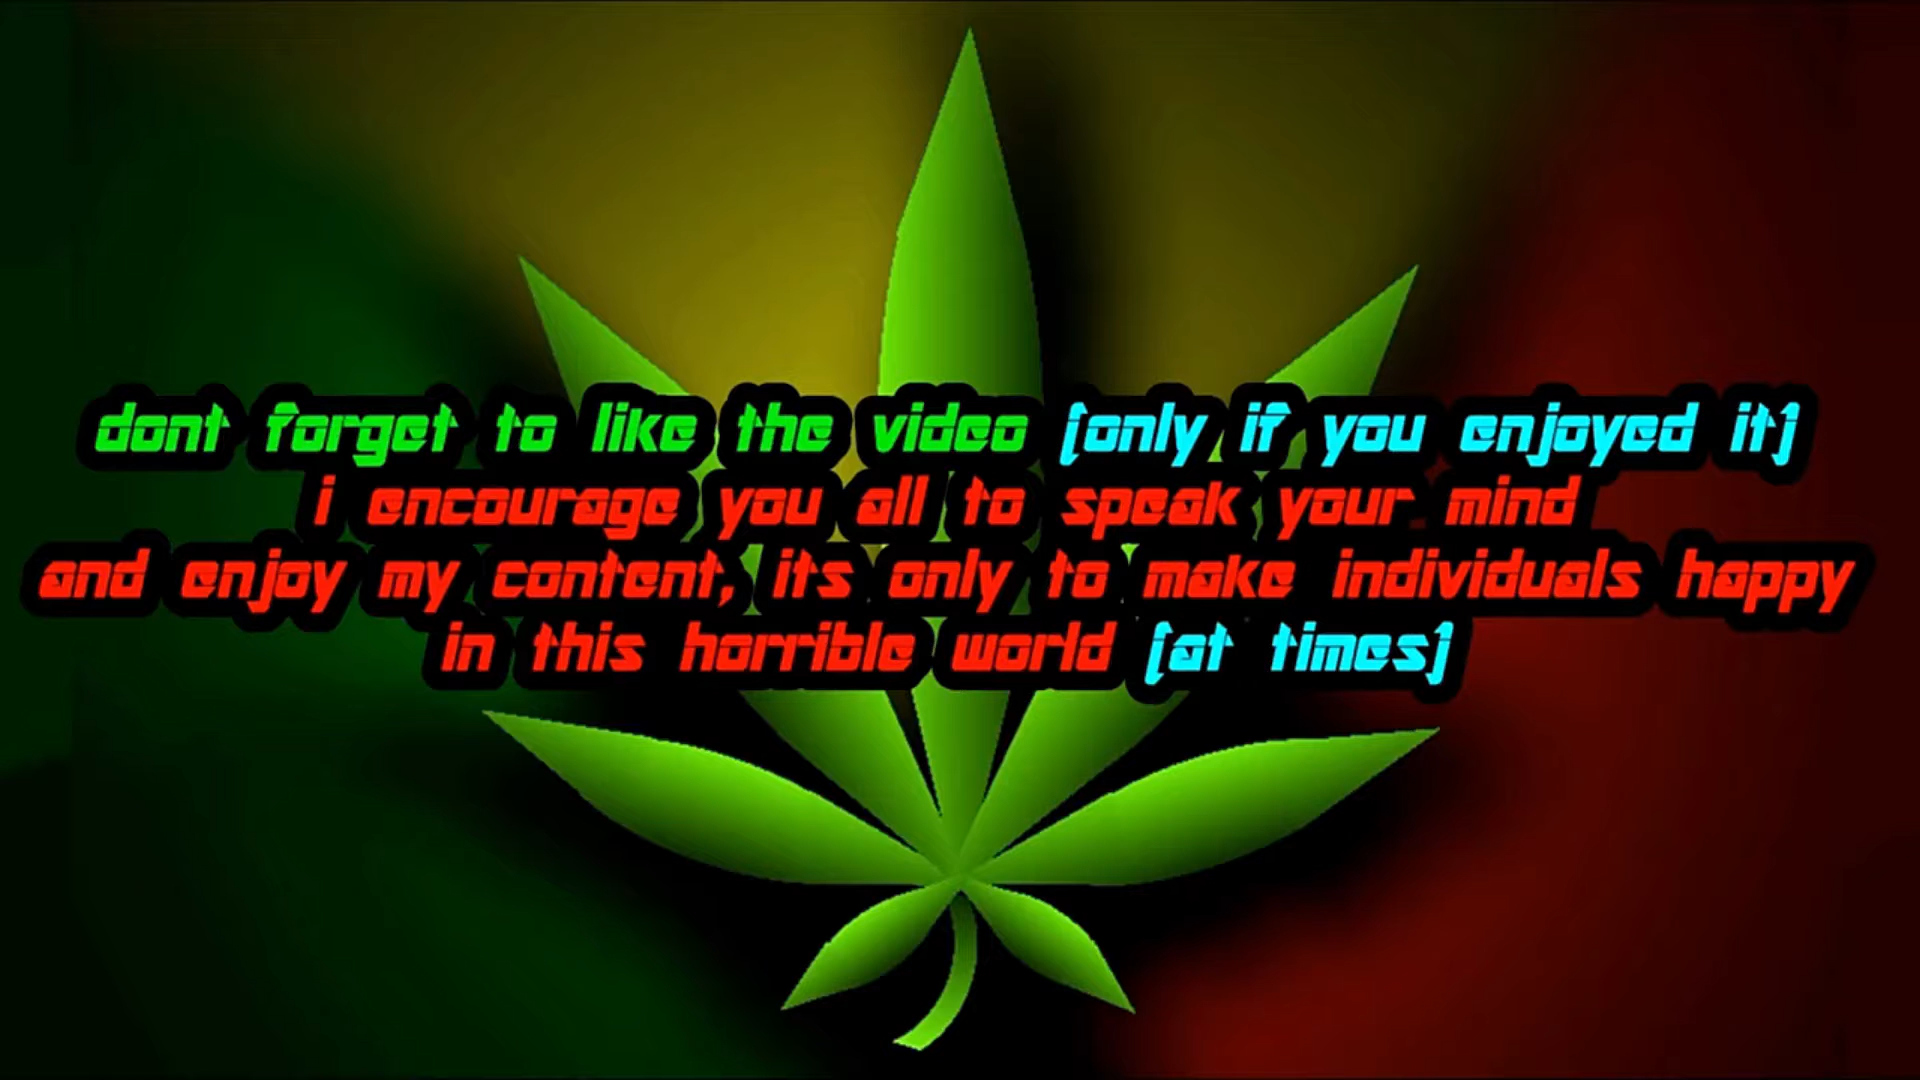 dont forget to like the video (only if you enjoyed it)
i encourage you all to speak your mind
and enjoy my content, its only to make individuals happy
in this horrible world (at times)